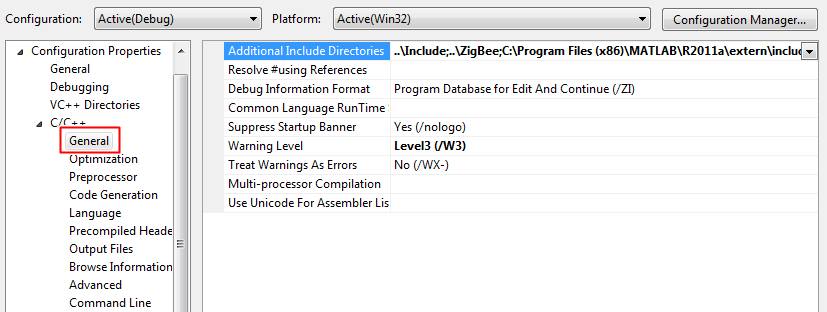 Configuration: Active(Debug) Platform: Active(Win32) Configuration Manager...
Configuration Properties
General
Debugging
VC++ Directories
C/C++
General
Optimization
Preprocessor
Code Generation
Language
Precompiled Heade
Output Files
Browse Information
Advanced
Command Line
Additional Include Directories ..\Include;..\ZigBee;C:\Program Files (x86)\MATLAB\R2011a\extern\includ
Resolve #using References
Debug Information Format Program Database for Edit And Continue (/ZI)
Common Language RunTime S
Suppress Startup Banner Yes (/nologo)
Warning Level Level3 (/W3)
Treat Warnings As Errors No (/WX-)
Multi-processor Compilation
Use Unicode For Assembler Lis